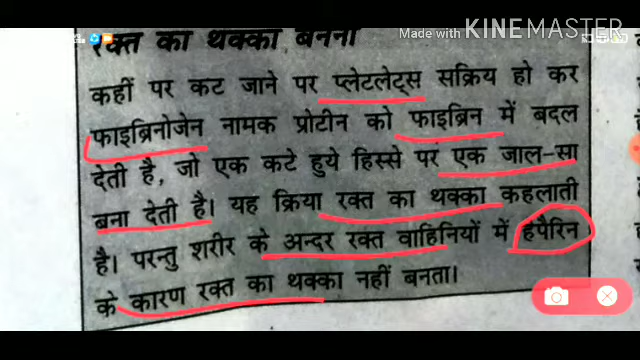 Made with KINEMASTER
रक्त का थक्का बनना
कहीं पर कट जाने पर प्लेटलेट्स सक्रिय हो कर
फाइब्रिनोजेन नामक प्रोटीन को फाइब्रिन में बदल
देती है, जो एक कटे हुये हिस्से पर एक जाल-सा
बना देती है। यह क्रिया रक्त का थक्का कहलाती
है। परन्तु शरीर के अन्दर रक्त वाहिनियों में हिपैरिन
के कारण रक्त का थक्का नहीं बनता।